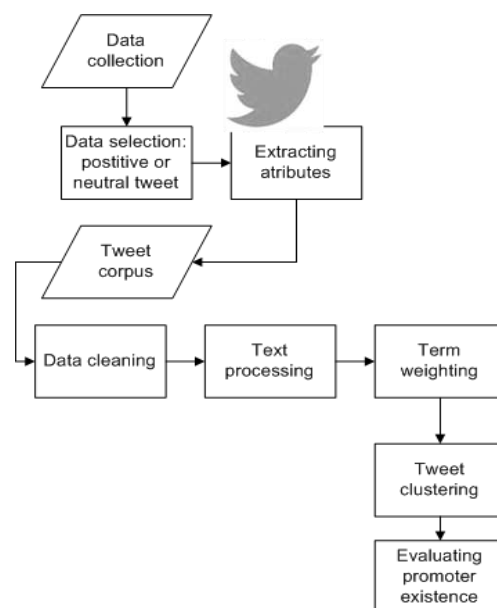 Data
collection
Data selection:
postitive or
neutral tweet
Extracting
atributes
Tweet
corpus
Data cleaning
Text
processing
Term
weighting
Tweet
clustering
Evaluating
promoter
existence